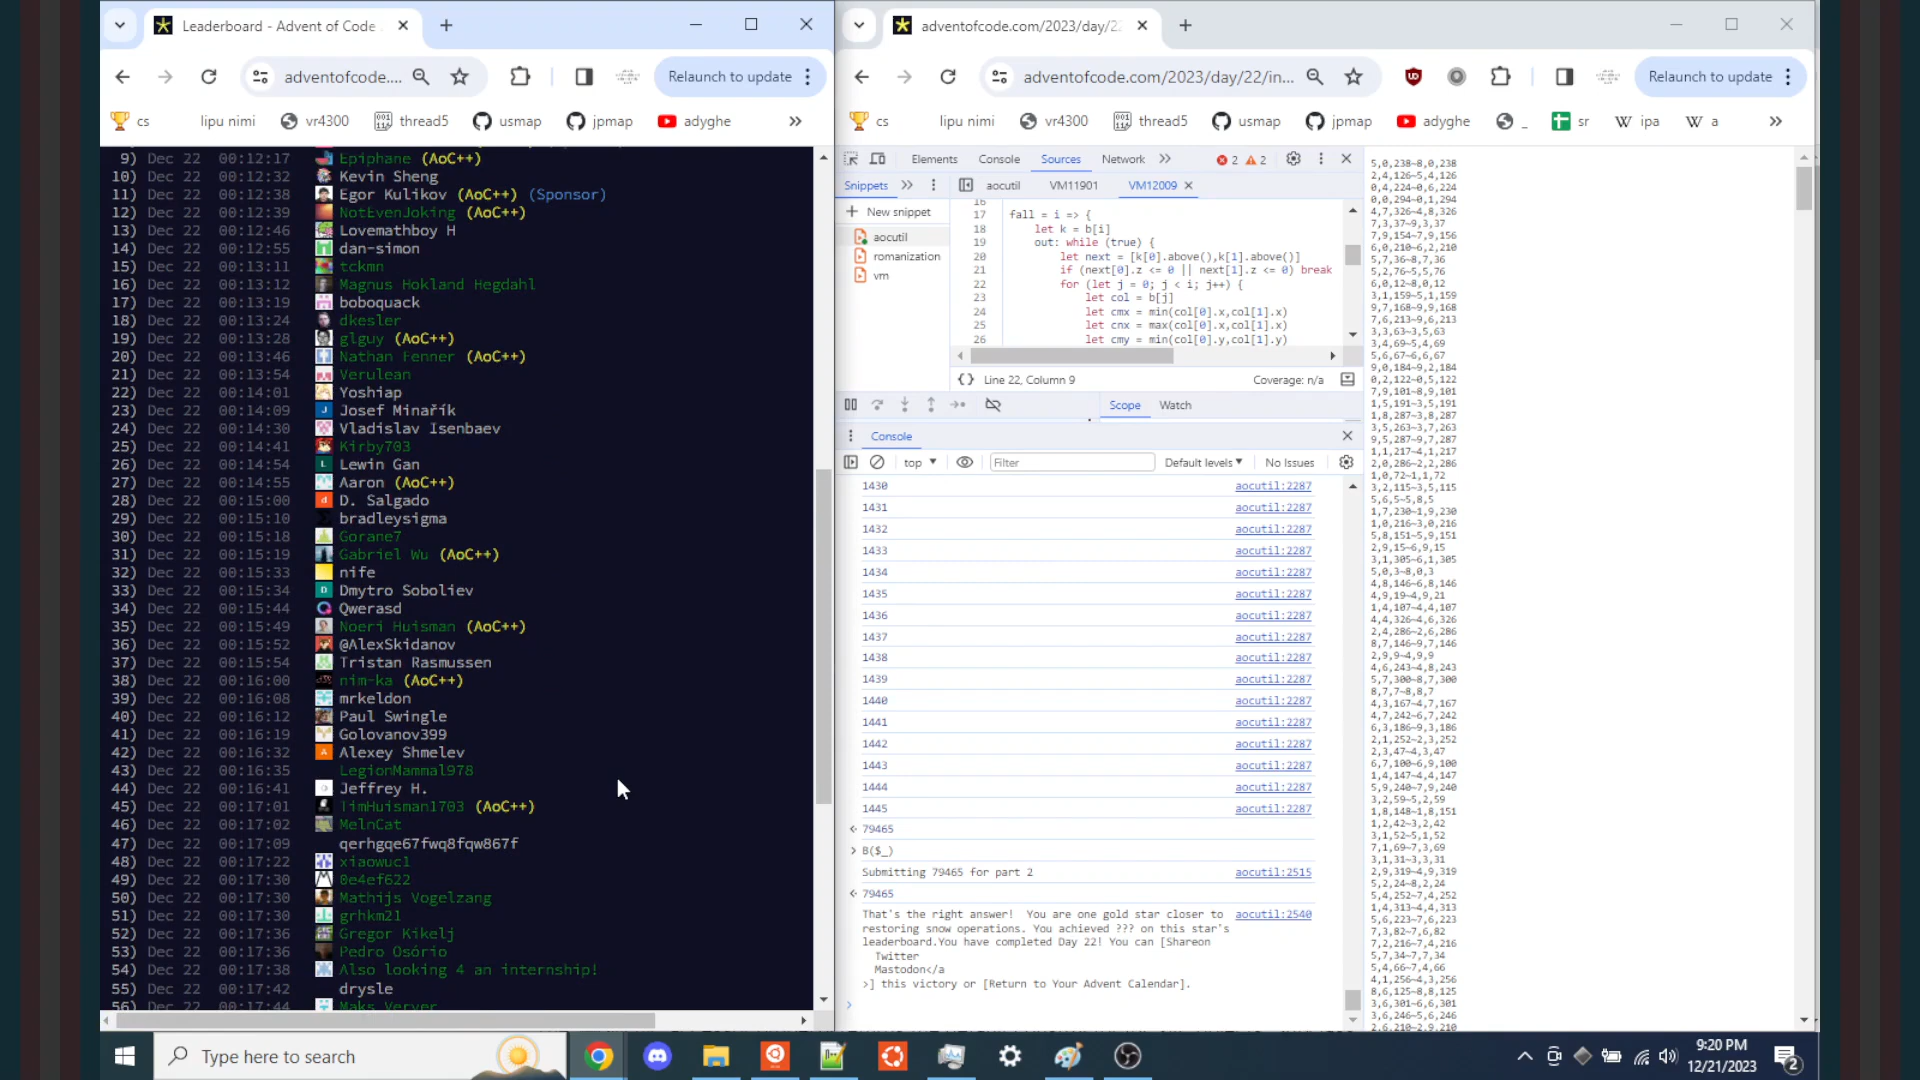 Leaderboard - Advent of Code
adventofcode....
Relaunch to update
cs
lipu nimi
vr4300
thread5
usmap
jpmap
adyghe
9) Dec 22 00:12:17 Epiphane (AoC++)
10) Dec 22 00:12:32 Kevin Sheng
11) Dec 22 00:12:38 Egor Kulikov (AoC++) (Sponsor)
12) Dec 22 00:12:39 NotEvenJoking (AoC++)
13) Dec 22 00:12:46 Lovemathboy H
14) Dec 22 00:12:55 dan-simon
15) Dec 22 00:13:11 tckmn
16) Dec 22 00:13:12 Magnus Hokland Hegdahl
17) Dec 22 00:13:19 boboquack
18) Dec 22 00:13:24 dkesler
19) Dec 22 00:13:28 glguy (AoC++)
20) Dec 22 00:13:46 Nathan Fenner (AoC++)
21) Dec 22 00:13:54 Verulean
22) Dec 22 00:14:01 Yoshiap
23) Dec 22 00:14:09 Josef Minařík
24) Dec 22 00:14:30 Vladislav Isenbaev
25) Dec 22 00:14:41 Kirby703
26) Dec 22 00:14:54 Lewin Gan
27) Dec 22 00:14:55 Aaron (AoC++)
28) Dec 22 00:15:00 D. Salgado
29) Dec 22 00:15:10 bradleysigma
30) Dec 22 00:15:18 Gorane7
31) Dec 22 00:15:19 Gabriel Wu (AoC++)
32) Dec 22 00:15:33 nife
33) Dec 22 00:15:34 Dmytro Soboliev
34) Dec 22 00:15:44 Qwerasd
35) Dec 22 00:15:49 Noeri Huisman (AoC++)
36) Dec 22 00:15:52 @AlexSkidanov
37) Dec 22 00:15:54 Tristan Rasmussen
38) Dec 22 00:16:00 nim-ka (AoC++)
39) Dec 22 00:16:08 mrkeldon
40) Dec 22 00:16:12 Paul Swingle
41) Dec 22 00:16:19 Golovanov399
42) Dec 22 00:16:32 Alexey Shmelev
43) Dec 22 00:16:35 LegionMammal978
44) Dec 22 00:16:41 Jeffrey H.
45) Dec 22 00:17:01 TimHuisman1703 (AoC++)
46) Dec 22 00:17:02 MelnCat
47) Dec 22 00:17:09 qerhgqe67fwq8fqw867f
48) Dec 22 00:17:22 xiaowuc1
49) Dec 22 00:17:30 0e4ef622
50) Dec 22 00:17:30 Mathijs Vogelzang
51) Dec 22 00:17:30 grhkm21
52) Dec 22 00:17:36 Gregor Kikelj
53) Dec 22 00:17:36 Pedro Osório
54) Dec 22 00:17:38 Also looking 4 an internship!
55) Dec 22 00:17:42 drysle
56) Dec 22 00:17:44 Maks Verver
adventofcode.com/2023/day/22
adventofcode.com/2023/day/22/in...
Relaunch to update
cs
lipu nimi
vr4300
thread5
usmap
jpmap
adyghe
_
sr
ipa
a
Elements Console Sources Network 2 2
Snippets aocutil VM11901 VM12009
New snippet
aocutil
romanization
vm
16
17 fall = i => {
18 let k = b[i]
19 out: while (true) {
20 let next = [k[0].above(),k[1].above()]
21 if (next[0].z <= 0 || next[1].z <= 0) break
22 for (let j = 0; j < i; j++) {
23 let col = b[j]
24 let cmx = min(col[0].x,col[1].x)
25 let cnx = max(col[0].x,col[1].x)
26 let cmy = min(col[0].y,col[1].y)
{} Line 22, Column 9 Coverage: n/a
Scope Watch
Console
top Filter Default levels No Issues
1430 aocutil:2287
1431 aocutil:2287
1432 aocutil:2287
1433 aocutil:2287
1434 aocutil:2287
1435 aocutil:2287
1436 aocutil:2287
1437 aocutil:2287
1438 aocutil:2287
1439 aocutil:2287
1440 aocutil:2287
1441 aocutil:2287
1442 aocutil:2287
1443 aocutil:2287
1444 aocutil:2287
1445 aocutil:2287
79465
B($_)
Submitting 79465 for part 2 aocutil:2515
79465
That's the right answer! You are one gold star closer to aocutil:2540
restoring snow operations. You achieved ??? on this star's
leaderboard.You have completed Day 22! You can [Shareon
Twitter
Mastodon</a
>] this victory or [Return to Your Advent Calendar].
5,0,238~8,0,238
2,4,126~5,4,126
0,4,224~0,6,224
0,0,294~0,1,294
4,7,326~4,8,326
7,3,37~9,3,37
7,9,154~7,9,156
6,0,210~6,2,210
5,7,36~8,7,36
5,2,76~5,5,76
6,0,12~8,0,12
3,1,159~5,1,159
9,7,168~9,9,168
7,6,213~9,6,213
3,3,63~3,5,63
3,4,69~5,4,69
5,6,67~6,6,67
9,0,184~9,2,184
0,2,122~0,5,122
7,9,101~8,9,101
1,5,191~3,5,191
1,8,287~3,8,287
3,5,263~3,7,263
9,5,287~9,7,287
1,1,217~4,1,217
2,0,286~2,2,286
1,0,72~1,1,72
3,2,115~3,5,115
5,6,5~5,8,5
1,7,230~1,9,230
1,0,216~3,0,216
5,8,151~5,9,151
2,9,15~6,9,15
3,1,305~6,1,305
5,0,3~8,0,3
4,8,146~6,8,146
4,9,19~4,9,21
1,4,107~4,4,107
4,4,326~4,6,326
2,4,286~2,6,286
8,7,146~9,7,146
2,9,9~4,9,9
4,6,243~4,8,243
5,7,300~8,7,300
8,7,7~8,8,7
4,3,167~4,7,167
4,7,242~6,7,242
6,3,186~9,3,186
2,1,252~2,3,252
2,3,47~4,3,47
6,7,100~6,9,100
1,4,147~4,4,147
5,9,240~7,9,240
3,2,59~5,2,59
1,8,148~1,8,151
1,2,42~3,2,42
3,1,52~5,1,52
7,1,69~7,3,69
3,1,31~3,3,31
2,9,319~4,9,319
5,2,24~8,2,24
5,4,252~7,4,252
1,4,313~4,4,313
5,6,223~7,6,223
7,3,82~7,6,82
7,2,216~7,4,216
5,7,34~7,7,34
5,4,66~7,4,66
4,1,256~4,3,256
8,6,125~8,8,125
3,6,301~6,6,301
3,6,246~5,6,246
2,6,210~2,9,210
Type here to search
9:20 PM
12/21/2023
2